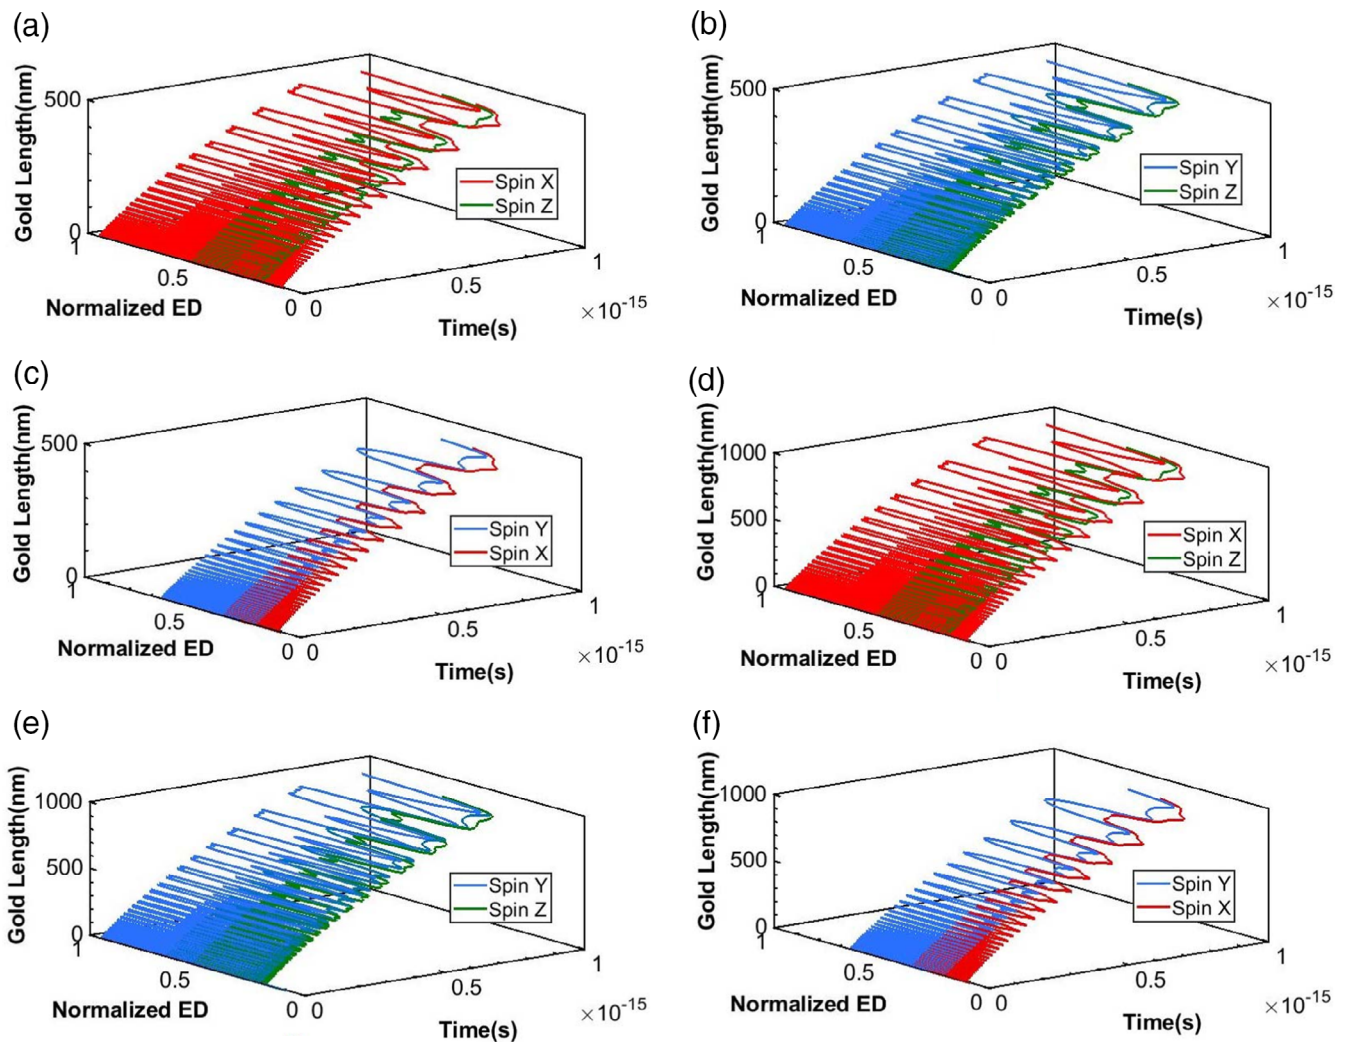 (a)
Gold Length(nm)
500
0
1
0.5
0
Normalized ED
0
0.5
1
×10-15
Time(s)
Spin X
Spin Z
(b)
Gold Length(nm)
500
0
1
0.5
0
Normalized ED
0
0.5
1
×10-15
Time(s)
Spin Y
Spin Z
(c)
Gold Length(nm)
500
0
1
0.5
0
Normalized ED
0
0.5
1
×10-15
Time(s)
Spin Y
Spin X
(d)
Gold Length(nm)
1000
500
0
1
0.5
0
Normalized ED
0
0.5
1
×10-15
Time(s)
Spin X
Spin Z
(e)
Gold Length(nm)
1000
500
0
1
0.5
0
Normalized ED
0
0.5
1
×10-15
Time(s)
Spin Y
Spin Z
(f)
Gold Length(nm)
1000
500
0
1
0.5
0
Normalized ED
0
0.5
1
×10-15
Time(s)
Spin Y
Spin X